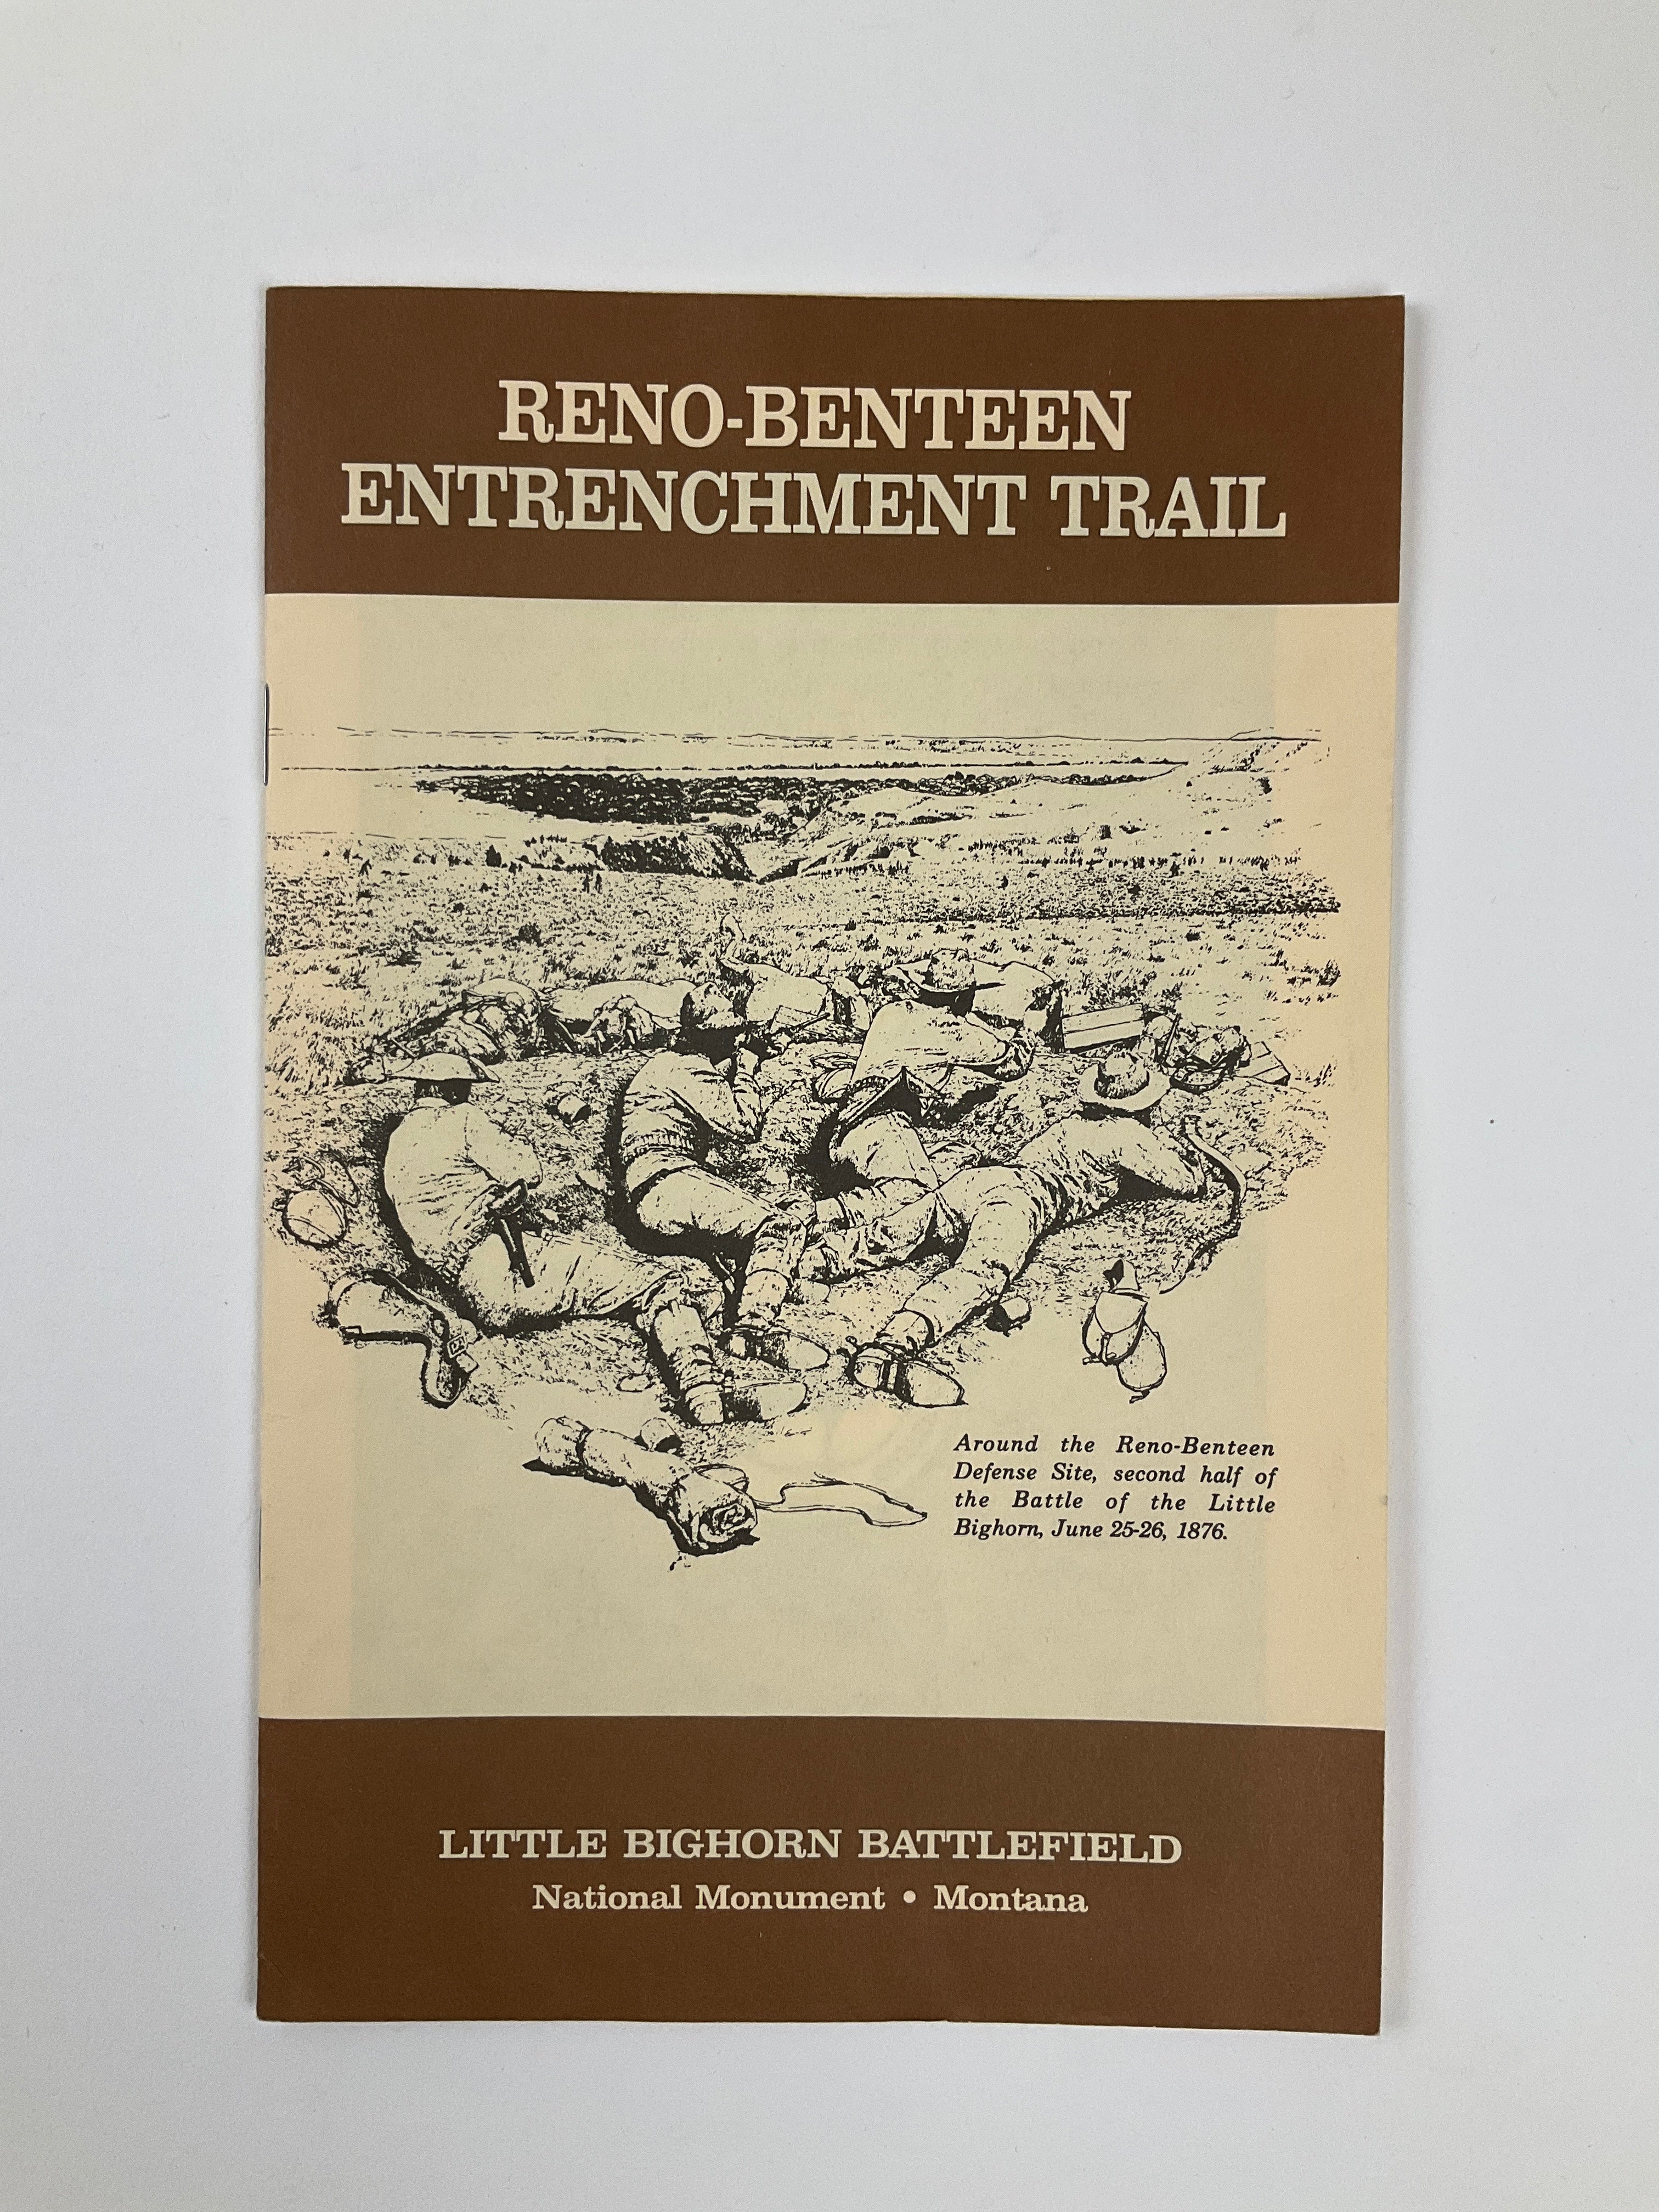 RENO-BENTEEN
ENTRENCHMENT TRAIL
Around the Reno-Benteen
Defense Site, second half of
the Battle of the Little
Bighorn, June 25-26, 1876.
LITTLE BIGHORN BATTLEFIELD
National Monument • Montana